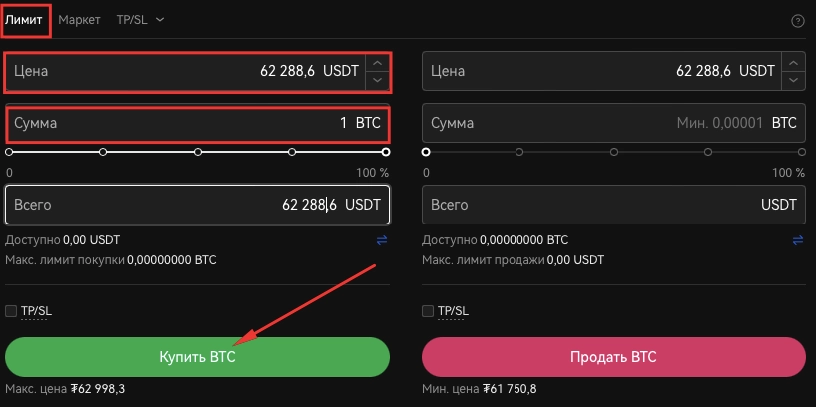 Лимит Маркет TP/SL
Цена 62 288,6 USDT
Цена 62 288,6 USDT
Сумма 1 BTC
Сумма Мин. 0,00001 BTC
0 100 %
0 100 %
Всего 62 288,6 USDT
Всего USDT
Доступно 0,00 USDT
Доступно 0,00000000 BTC
Макс. лимит покупки 0,00000000 BTC
Макс. лимит продажи 0,00 USDT
TP/SL
TP/SL
Купить BTC
Продать BTC
Макс. цена ₮62 998,3
Мин. цена ₮61 750,8